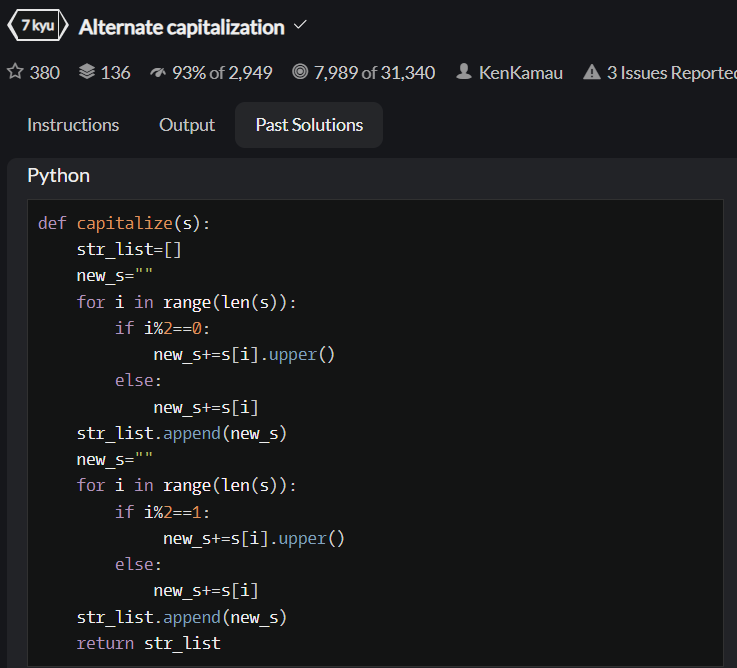 7 kyu Alternate capitalization
380 136 93% of 2,949 7,989 of 31,340 KenKamau 3 Issues Reporte
Instructions Output Past Solutions
Python
def capitalize(s):
    str_list=[]
    new_s=""
    for i in range(len(s)):
        if i%2==0:
            new_s+=s[i].upper()
        else:
            new_s+=s[i]
    str_list.append(new_s)
    new_s=""
    for i in range(len(s)):
        if i%2==1:
             new_s+=s[i].upper()
        else:
            new_s+=s[i]
    str_list.append(new_s)
    return str_list